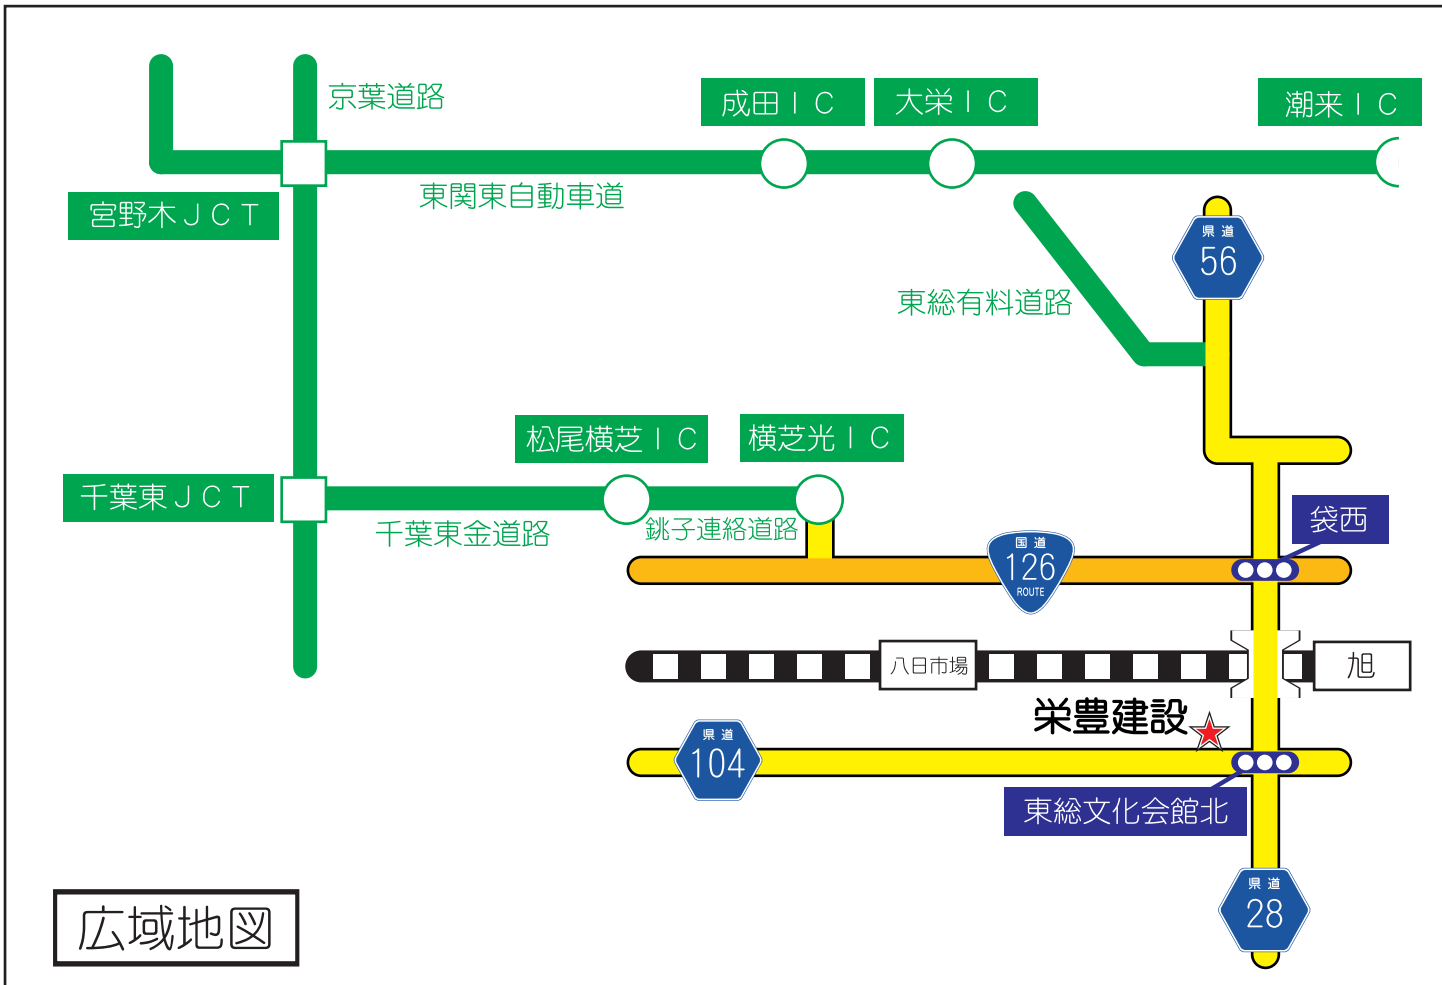 京葉道路
成田ＩＣ
大栄ＩＣ
潮来ＩＣ
東関東自動車道
宮野木ＪＣＴ
県道
56
東総有料道路
松尾横芝ＩＣ
横芝光ＩＣ
千葉東ＪＣＴ
千葉東金道路
銚子連絡道路
袋西
国道
126
ROUTE
八日市場
旭
栄豊建設
県道
104
東総文化会館北
県道
28
広域地図